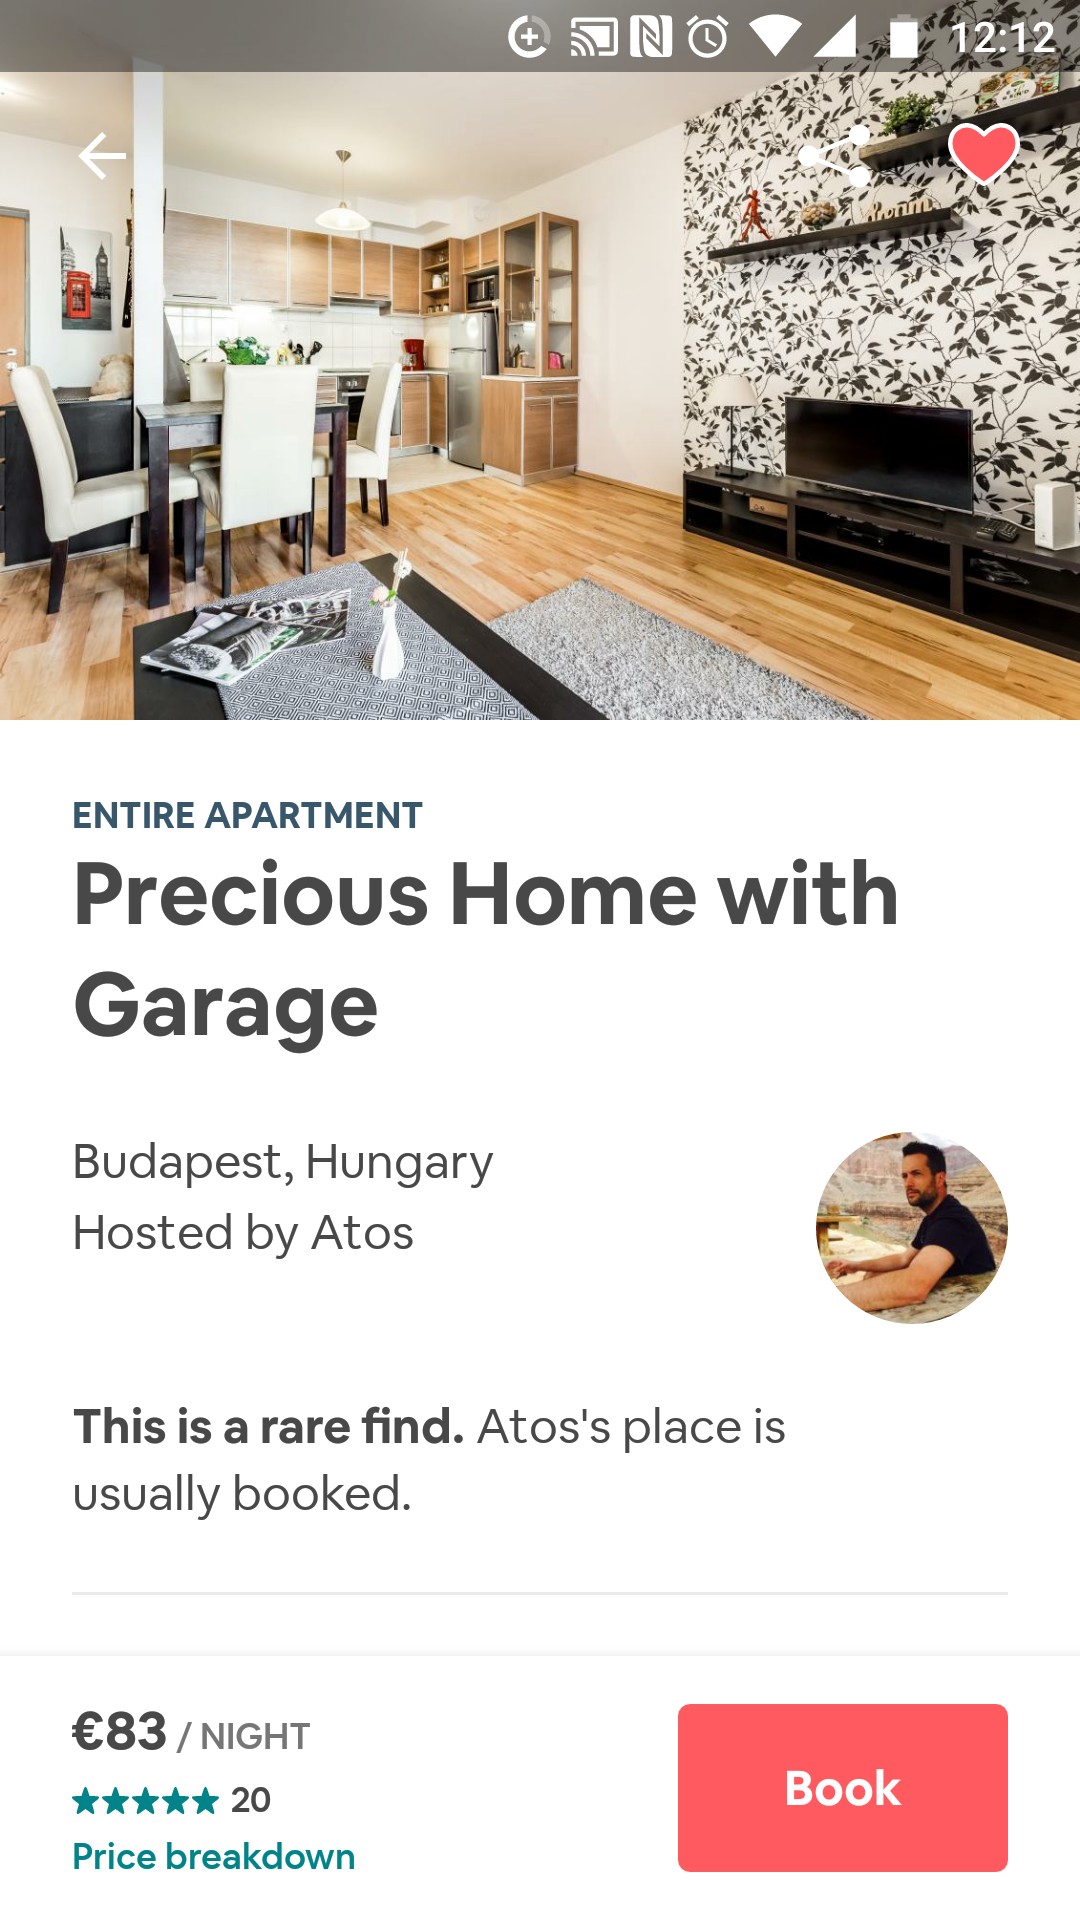 12:12
dream
ENTIRE APARTMENT
Precious Home with
Garage
Budapest, Hungary
Hosted by Atos
This is a rare find. Atos's place is
usually booked.
€83 / NIGHT
20
Price breakdown
Book